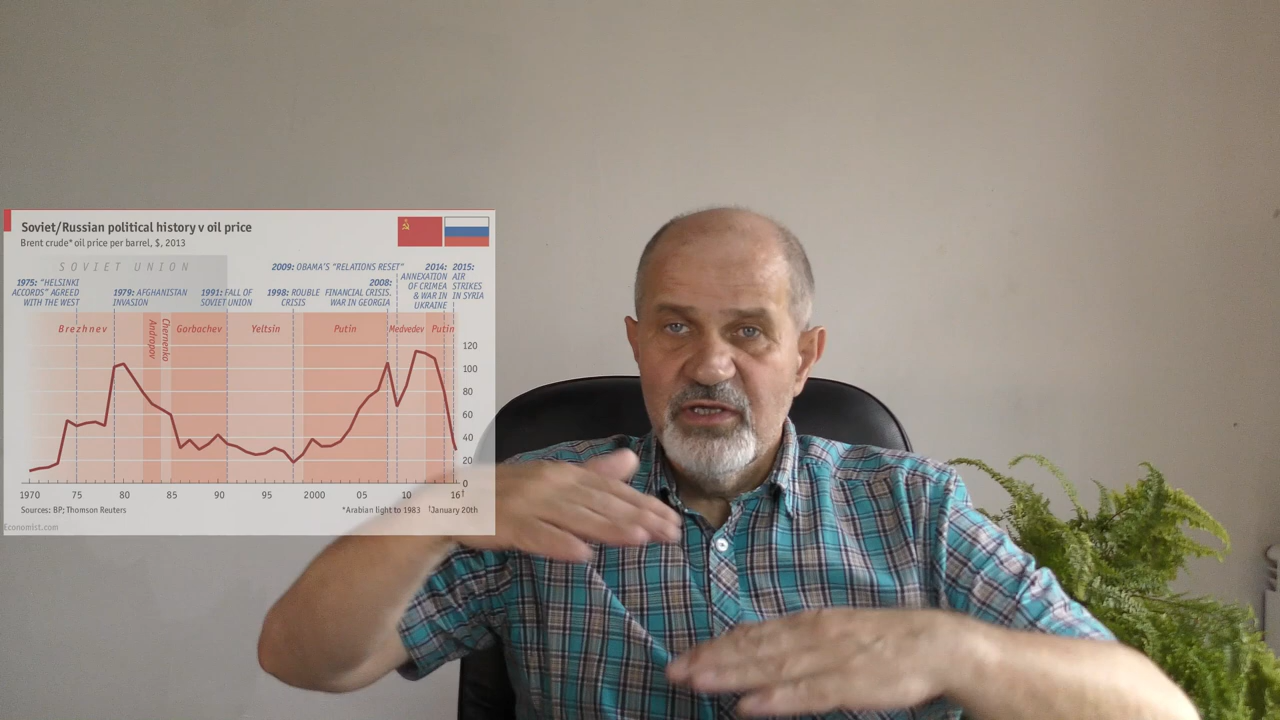 Soviet/Russian political history v oil price
Brent crude* oil price per barrel, $, 2013
SOVIET UNION
2009: OBAMA'S "RELATIONS RESET"
2014:
ANNEXATION
OF CRIMEA
& WAR IN
UKRAINE
2015:
AIR
STRIKES
IN SYRIA
1975: "HELSINKI
ACCORDS" AGREED
WITH THE WEST
1979: AFGHANISTAN
INVASION
1991: FALL OF
SOVIET UNION
1998: ROUBLE
CRISIS
2008:
FINANCIAL CRISIS.
WAR IN GEORGIA
Brezhnev
Andropov
Chernenko
Gorbachev
Yeltsin
Putin
Medvedev
Putin
120
100
80
60
40
20
0
1970 75 80 85 90 95 2000 05 10 16†
Sources: BP; Thomson Reuters
*Arabian light to 1983 †January 20th
Economist.com